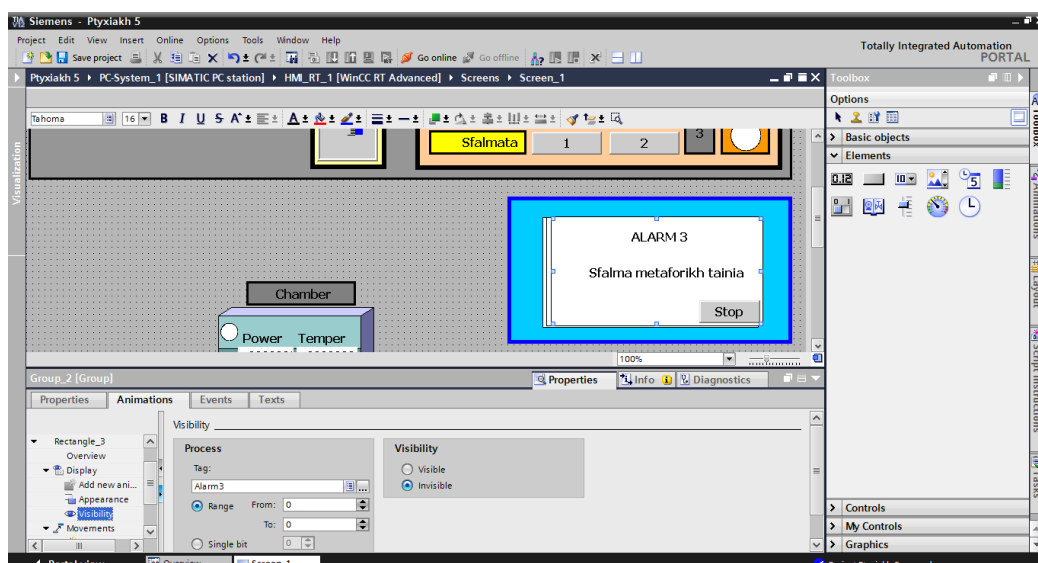 Siemens - Ptyxiakh 5
Project Edit View Insert Online Options Tools Window Help
Totally Integrated Automation
PORTAL
Save project
Go online
Go offline
Ptyxiakh 5 ▸ PC-System_1 [SIMATIC PC station] ▸ HMI_RT_1 [WinCC RT Advanced] ▸ Screens ▸ Screen_1
Toolbox
Options
Tahoma 16 B I U S A
Basic objects
Elements
Visualization
Toolbox
Animations
Layout
Script instructions
Tasks
Sfalmata 1 2 3
ALARM 3
Sfalma metaforikh tainia
Stop
Chamber
Power Temper
100%
Group_2 [Group]
Properties Info Diagnostics
Properties Animations Events Texts
Visibility
Rectangle_3
Overview
Display
Add new ani...
Appearance
Visibility
Movements
Process
Tag:
Alarm3
Range From: 0
To: 0
Single bit 0
Visibility
Visible
Invisible
Controls
My Controls
Graphics
Portal view Overview Screen_1